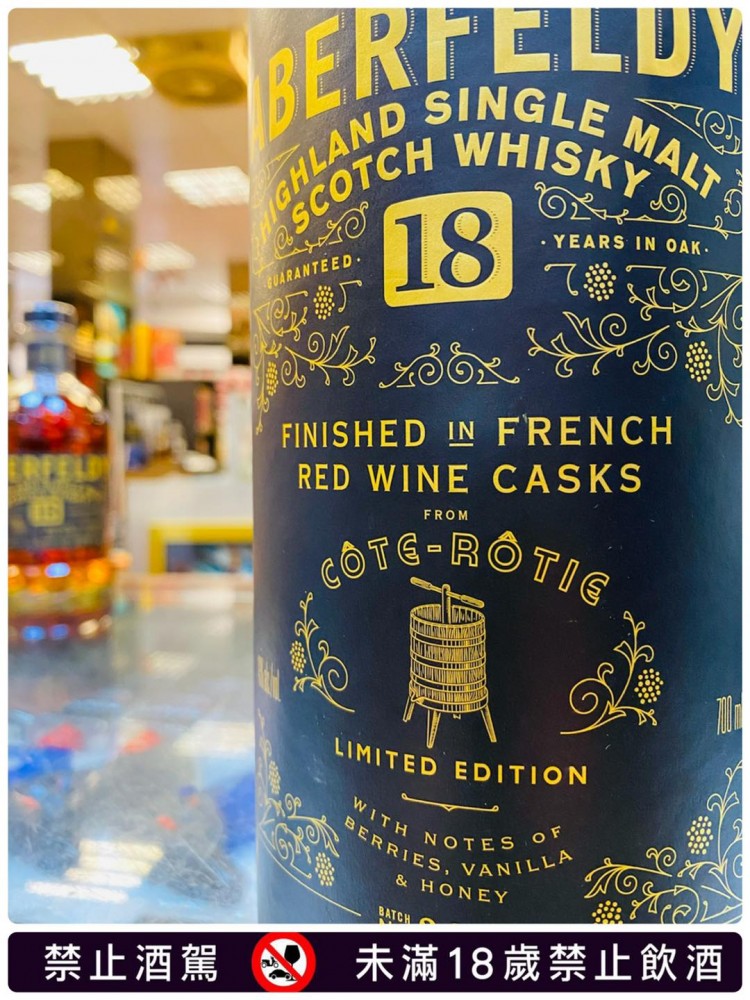 ABERFELDY
HIGHLAND SINGLE MALT
SCOTCH WHISKY
GUARANTEED · 18 · YEARS IN OAK ·
FINISHED IN FRENCH
RED WINE CASKS
FROM
CÔTE-RÔTIE
700
LIMITED EDITION
WITH NOTES OF
BERRIES, VANILLA
& HONEY
BATCH
禁止酒駕 未滿18歲禁止飲酒